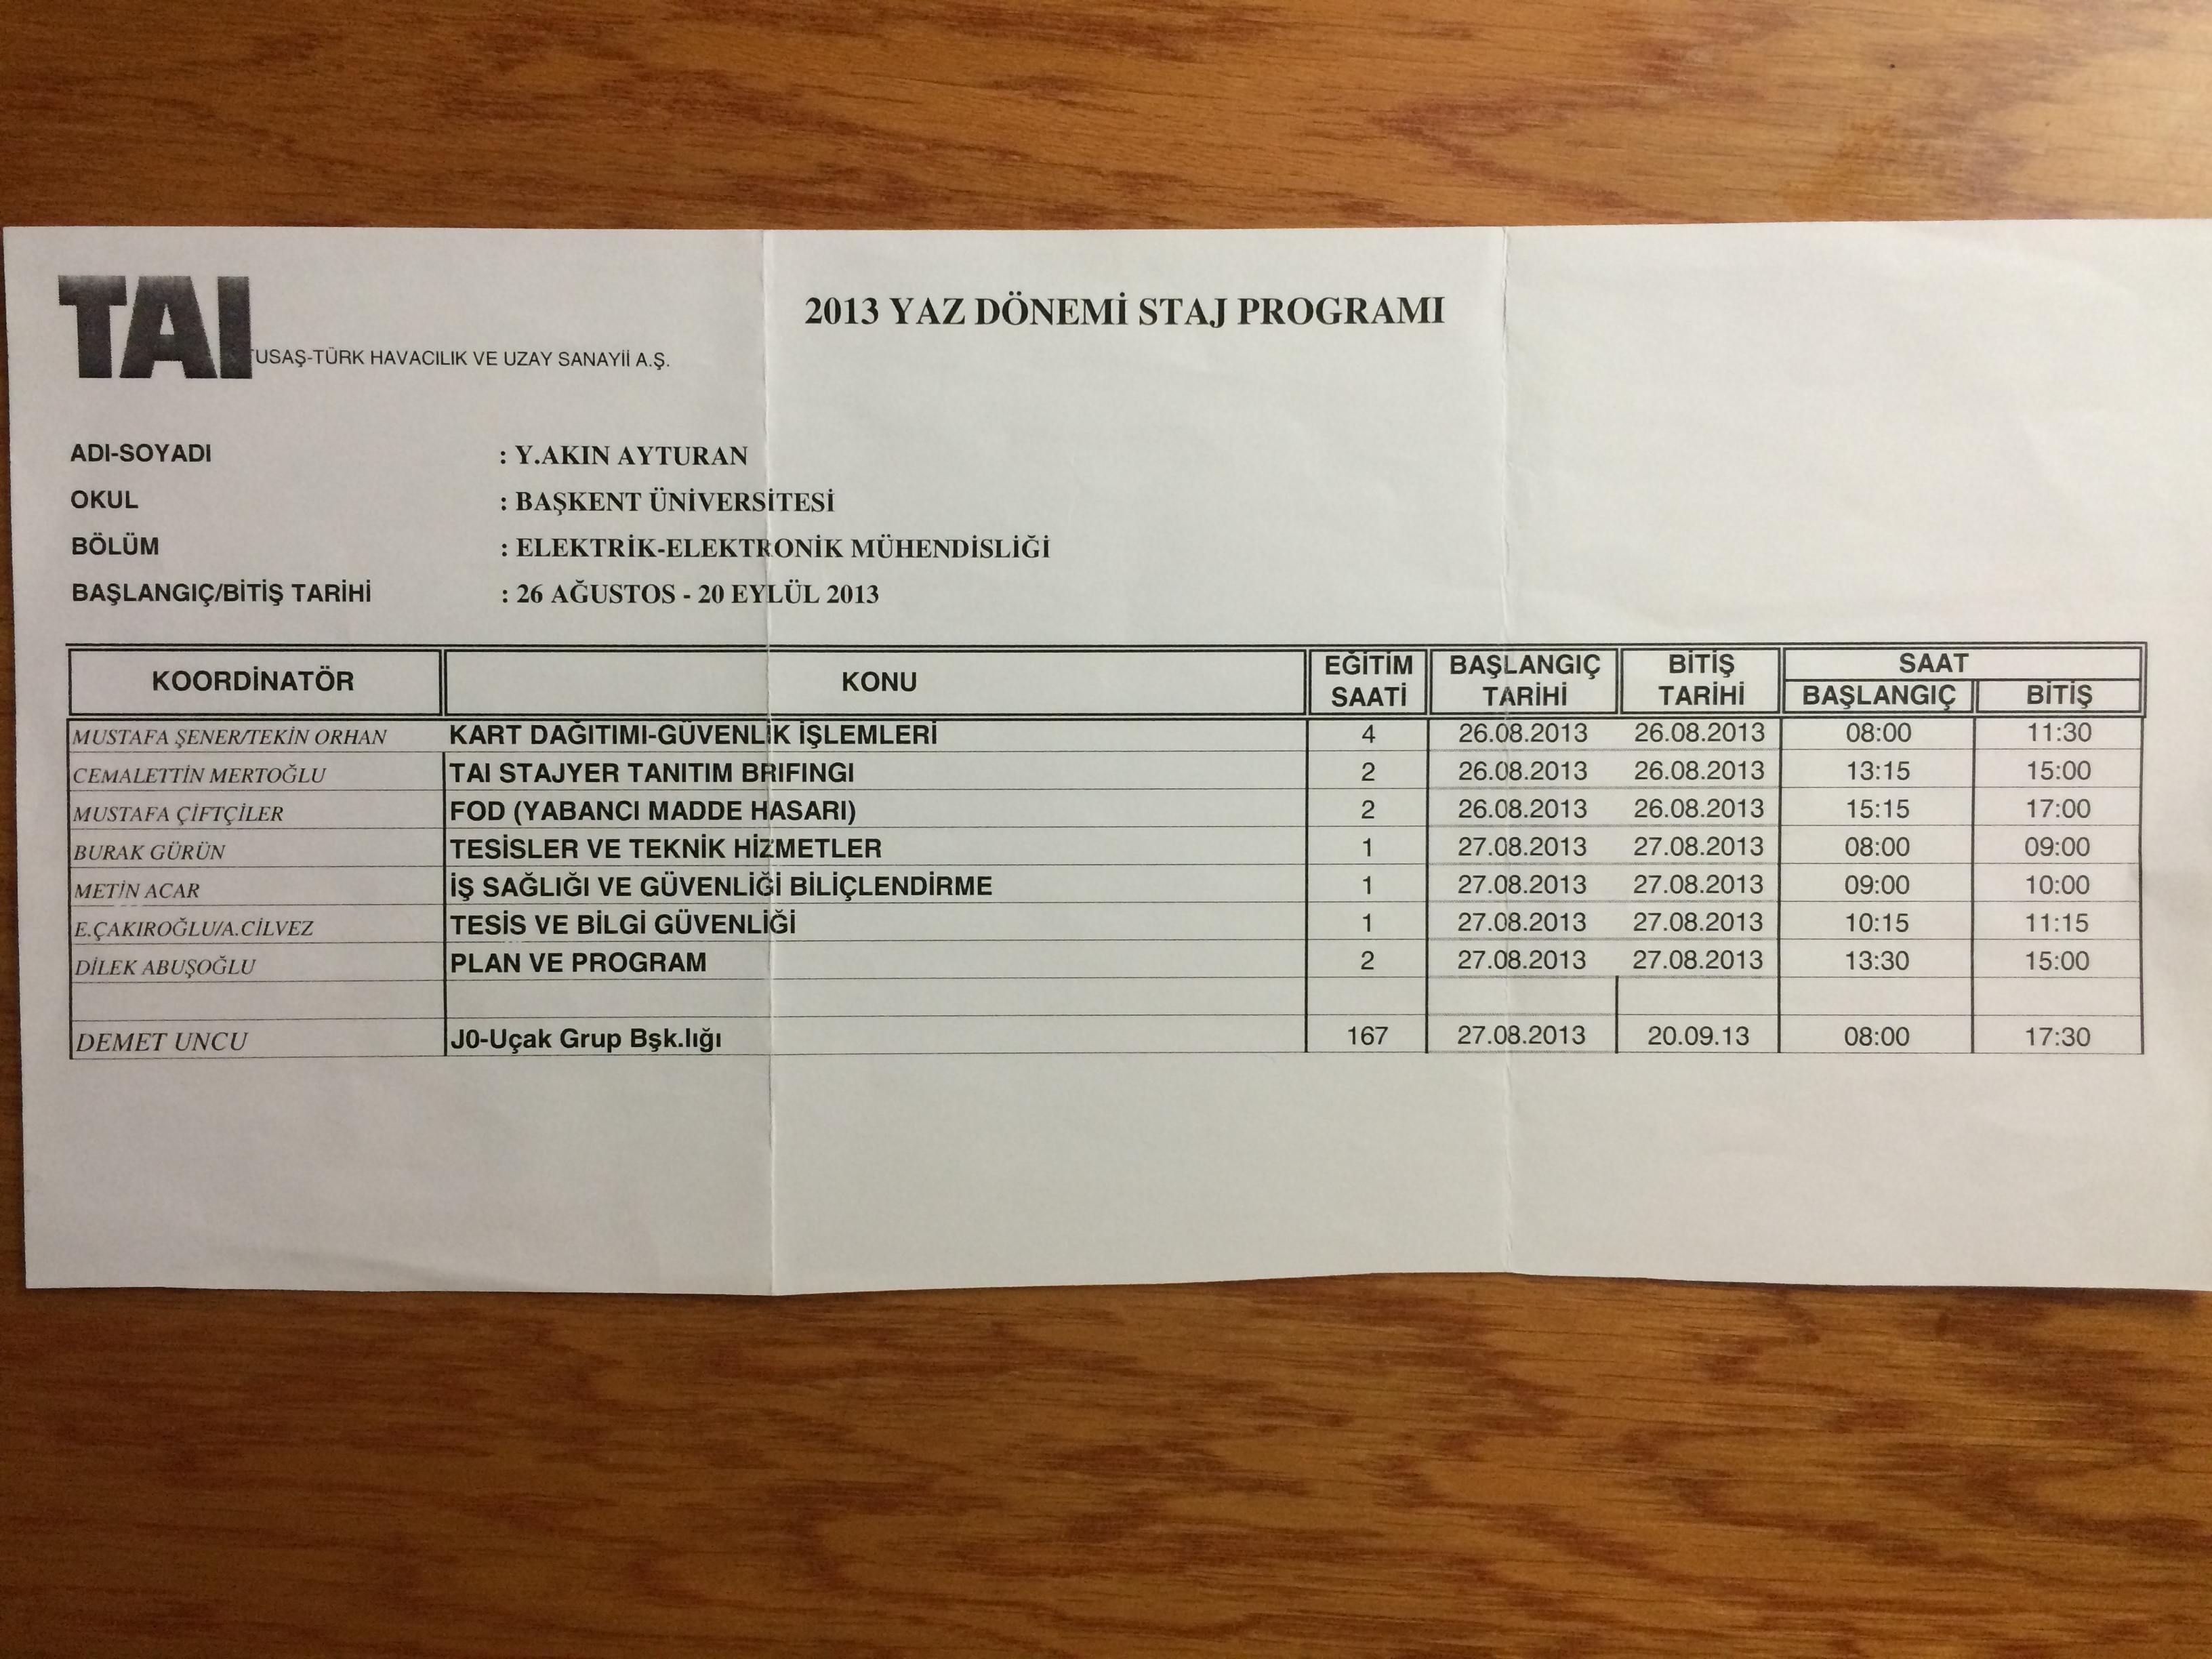 2013 YAZ DÖNEMİ STAJ PROGRAMI
TAI
TUSAŞ-TÜRK HAVACILIK VE UZAY SANAYİİ A.Ş.
ADI-SOYADI : Y.AKIN AYTURAN
OKUL : BAŞKENT ÜNİVERSİTESİ
BÖLÜM : ELEKTRİK-ELEKTRONİK MÜHENDİSLİĞİ
BAŞLANGIÇ/BİTİŞ TARİHİ : 26 AĞUSTOS - 20 EYLÜL 2013
KOORDİNATÖR KONU EĞİTİM SAATİ BAŞLANGIÇ TARİHİ BİTİŞ TARİHİ SAAT BAŞLANGIÇ BİTİŞ
MUSTAFA ŞENER/TEKİN ORHAN KART DAĞITIMI-GÜVENLİK İŞLEMLERİ 4 26.08.2013 26.08.2013 08:00 11:30
CEMALETTİN MERTOĞLU TAI STAJYER TANITIM BRIFINGI 2 26.08.2013 26.08.2013 13:15 15:00
MUSTAFA ÇİFTÇİLER FOD (YABANCI MADDE HASARI) 2 26.08.2013 26.08.2013 15:15 17:00
BURAK GÜRÜN TESİSLER VE TEKNİK HİZMETLER 1 27.08.2013 27.08.2013 08:00 09:00
METİN ACAR İŞ SAĞLIĞI VE GÜVENLİĞİ BİLİÇLENDİRME 1 27.08.2013 27.08.2013 09:00 10:00
E.ÇAKIROĞLU/A.CİLVEZ TESİS VE BİLGİ GÜVENLİĞİ 1 27.08.2013 27.08.2013 10:15 11:15
DİLEK ABUŞOĞLU PLAN VE PROGRAM 2 27.08.2013 27.08.2013 13:30 15:00
DEMET UNCU J0-Uçak Grup Bşk.lığı 167 27.08.2013 20.09.13 08:00 17:30